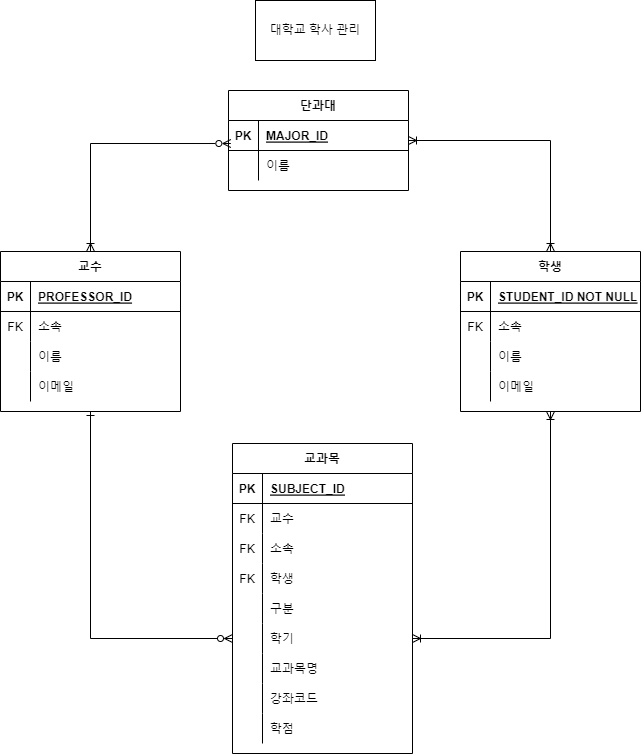 대학교 학사 관리
단과대
PK MAJOR_ID
이름
교수
PK PROFESSOR_ID
FK 소속
이름
이메일
학생
PK STUDENT_ID NOT NULL
FK 소속
이름
이메일
교과목
PK SUBJECT_ID
FK 교수
FK 소속
FK 학생
구분
학기
교과목명
강좌코드
학점